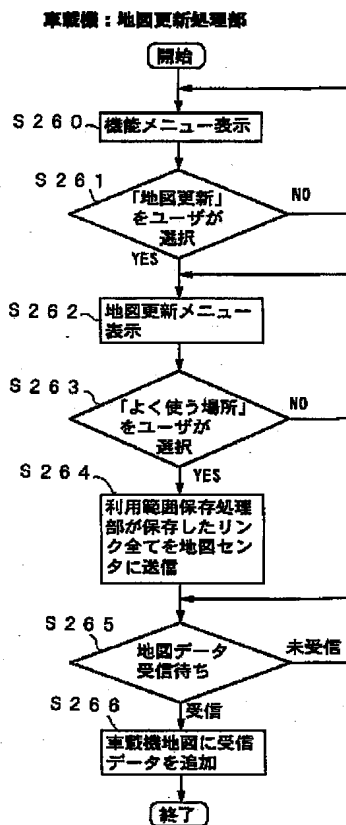 車載機：地図更新処理部
開始
S260
機能メニュー表示
S261
「地図更新」
をユーザが
選択
NO
YES
S262
地図更新メニュー
表示
S263
「よく使う場所」
をユーザが
選択
NO
YES
S264
利用範囲保存処理
部が保存したリン
ク全てを地図セン
タに送信
S265
地図データ
受信待ち
未受信
受信
S266
車載機地図に受信
データを追加
終了